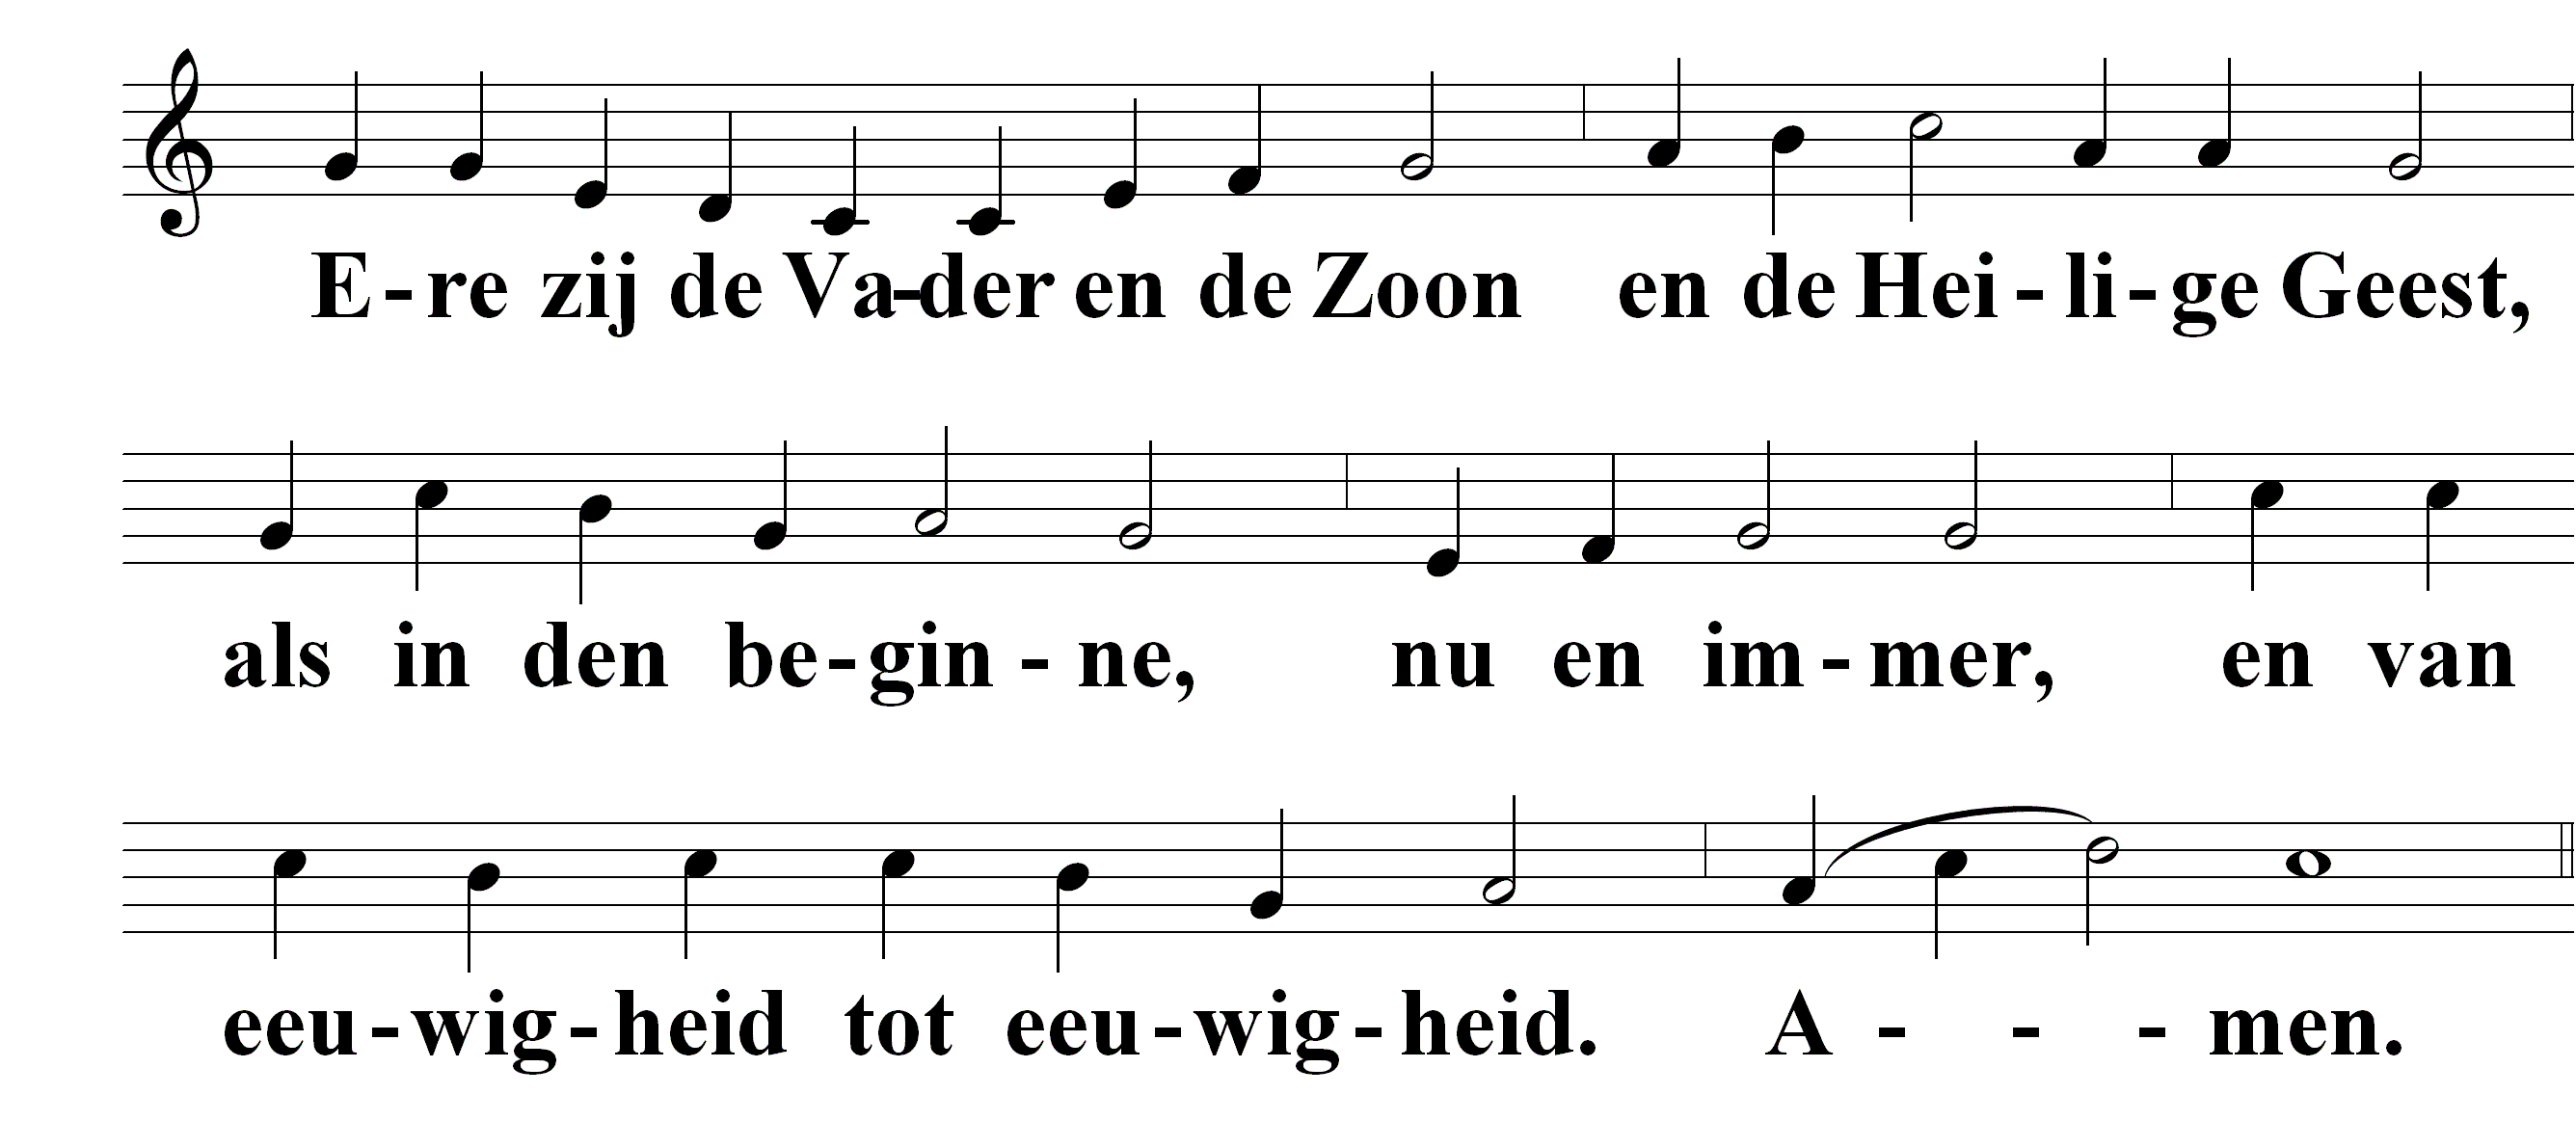 E-re zij de Va-der en de Zoon en de Hei-li-ge Geest,
als in den be-gin-ne, nu en im-mer, en van
eeu-wig-heid tot eeu-wig-heid. A---men.